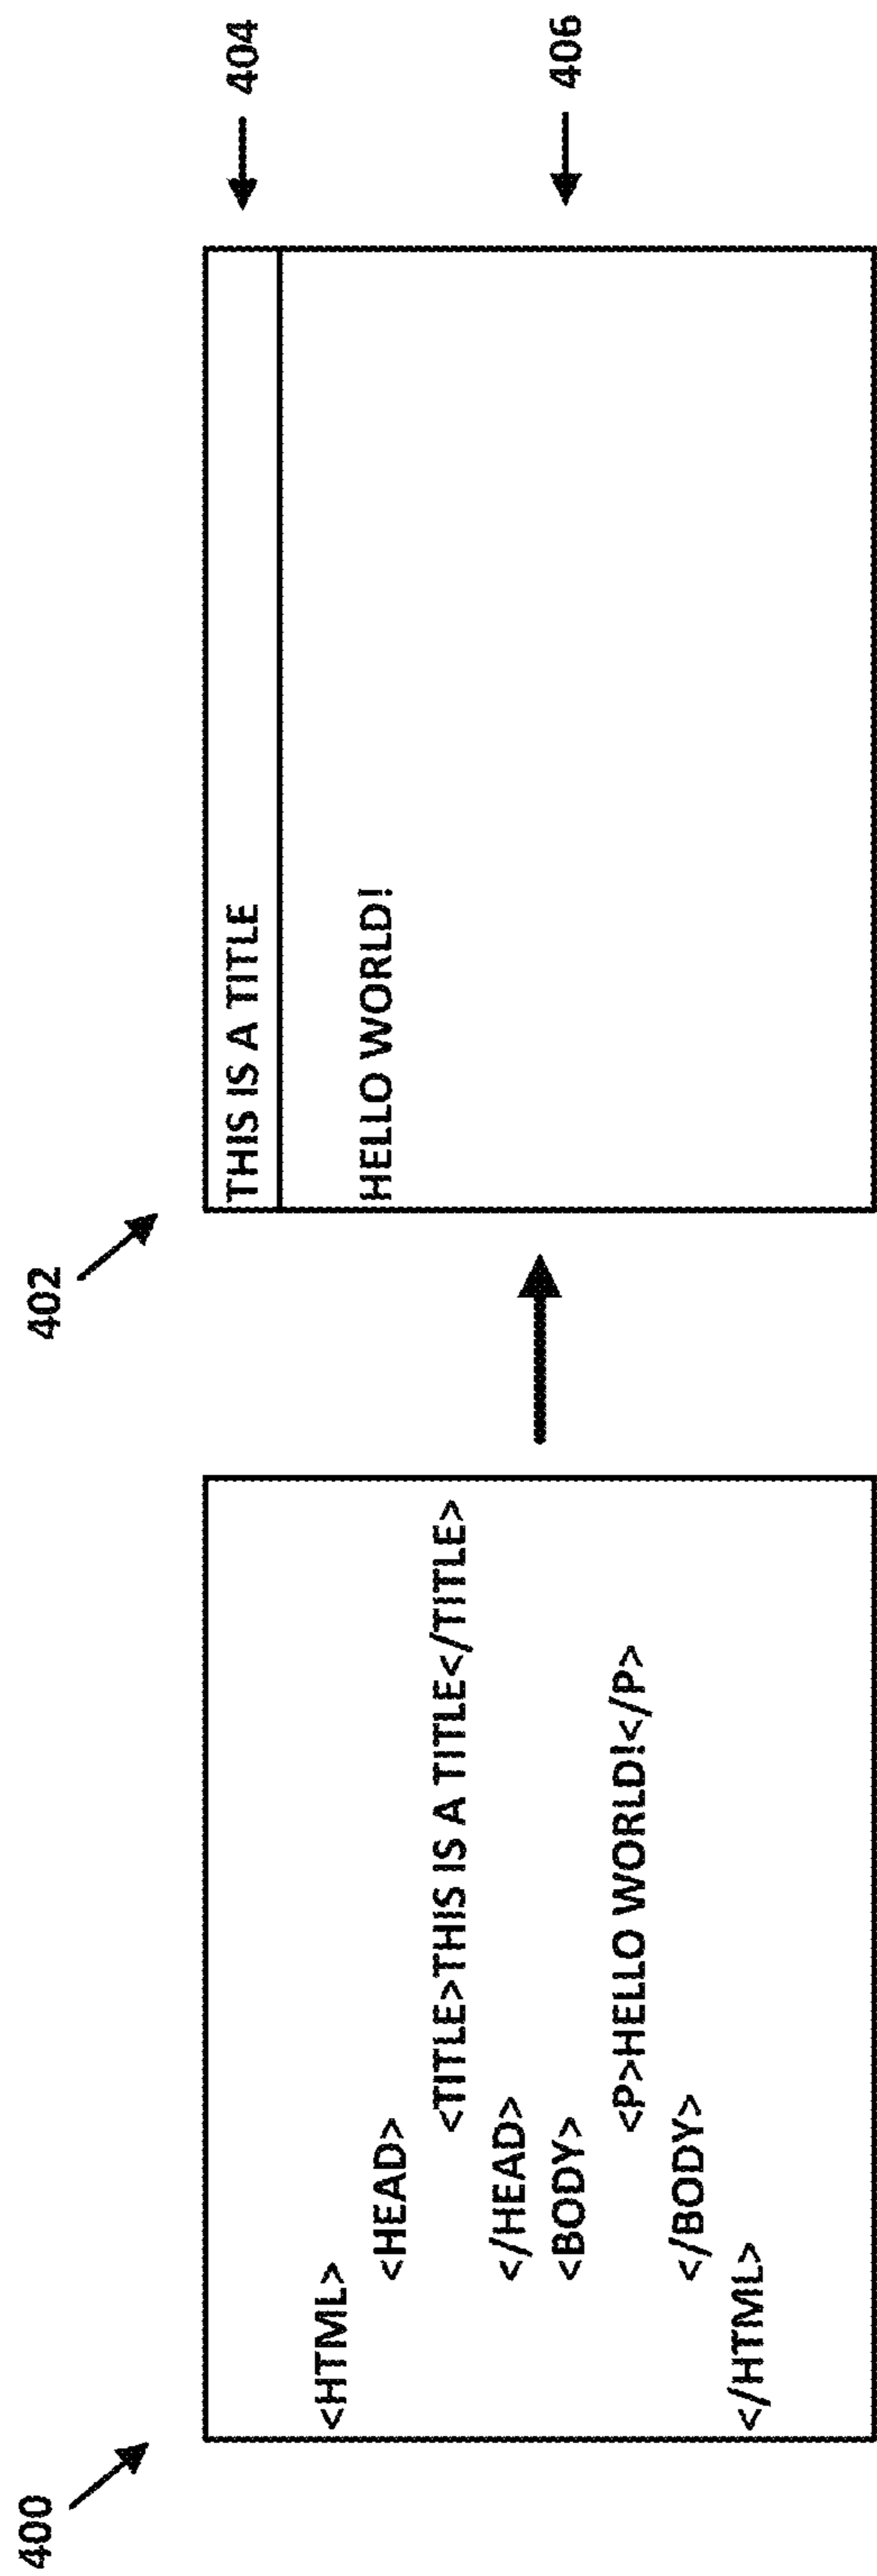 400
<HTML>
<HEAD>
<TITLE>THIS IS A TITLE</TITLE>
</HEAD>
<BODY>
<P>HELLO WORLD!</P>
</BODY>
</HTML>
402
THIS IS A TITLE
404
HELLO WORLD!
406